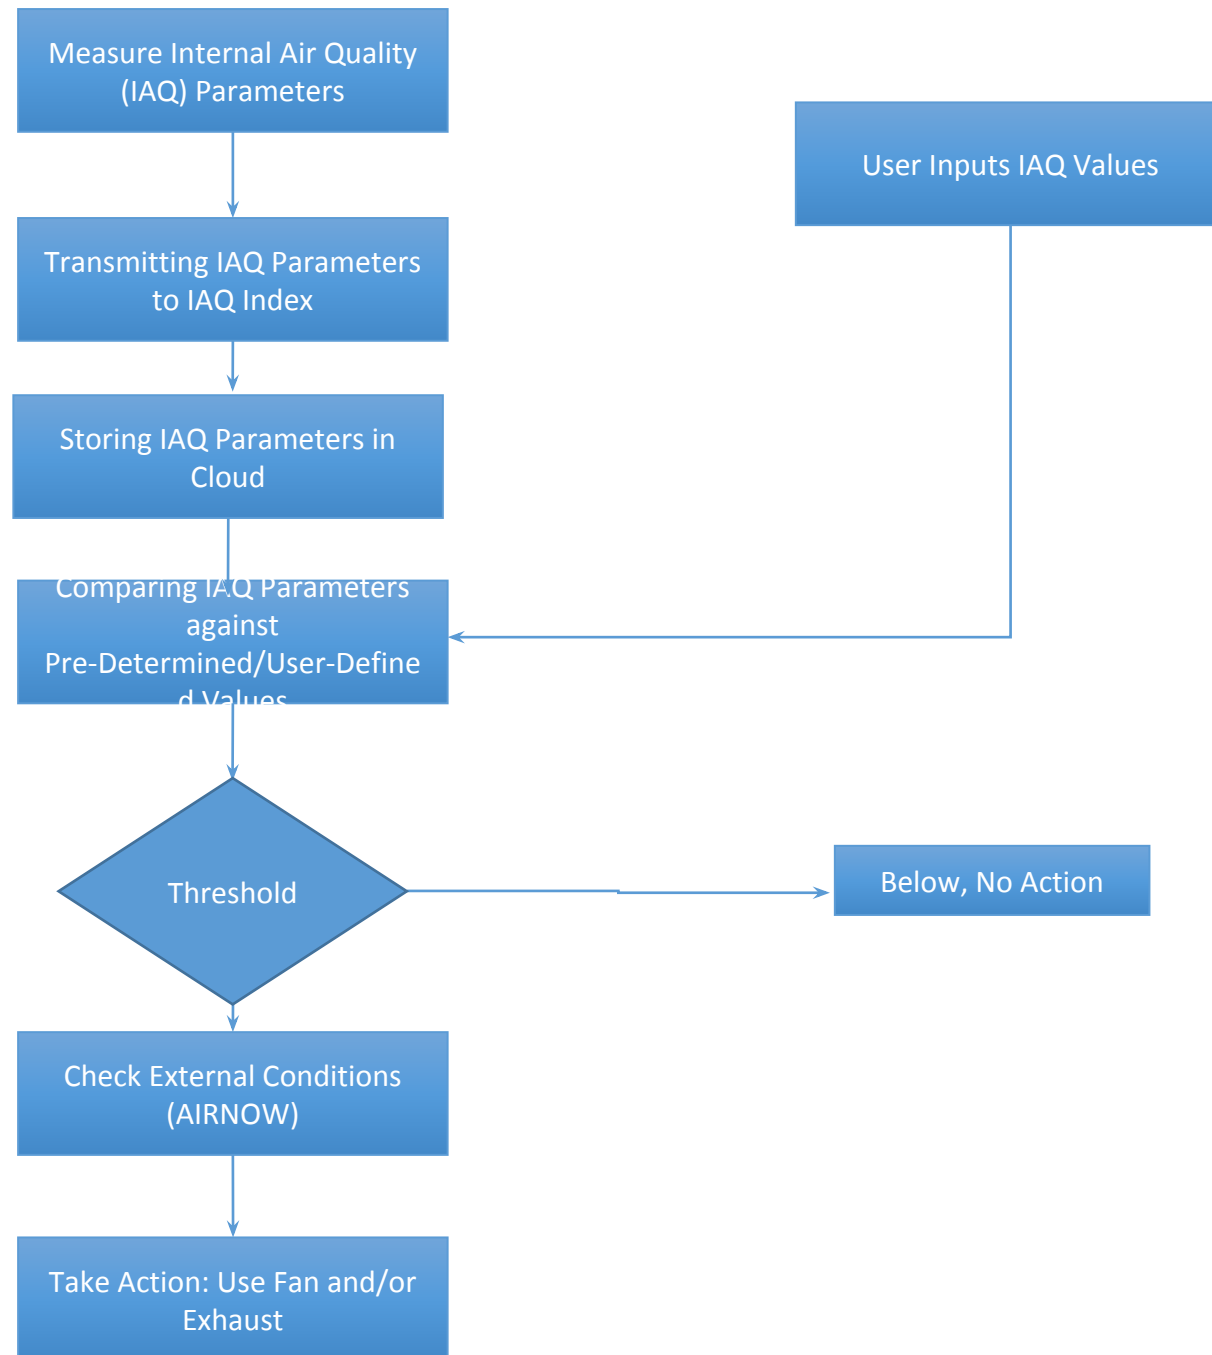 Measure Internal Air Quality
(IAQ) Parameters
User Inputs IAQ Values
Transmitting IAQ Parameters
to IAQ Index
Storing IAQ Parameters in
Cloud
Comparing IAQ Parameters
against
Pre-Determined/User-Define
d Values
Threshold
Below, No Action
Check External Conditions
(AIRNOW)
Take Action: Use Fan and/or
Exhaust